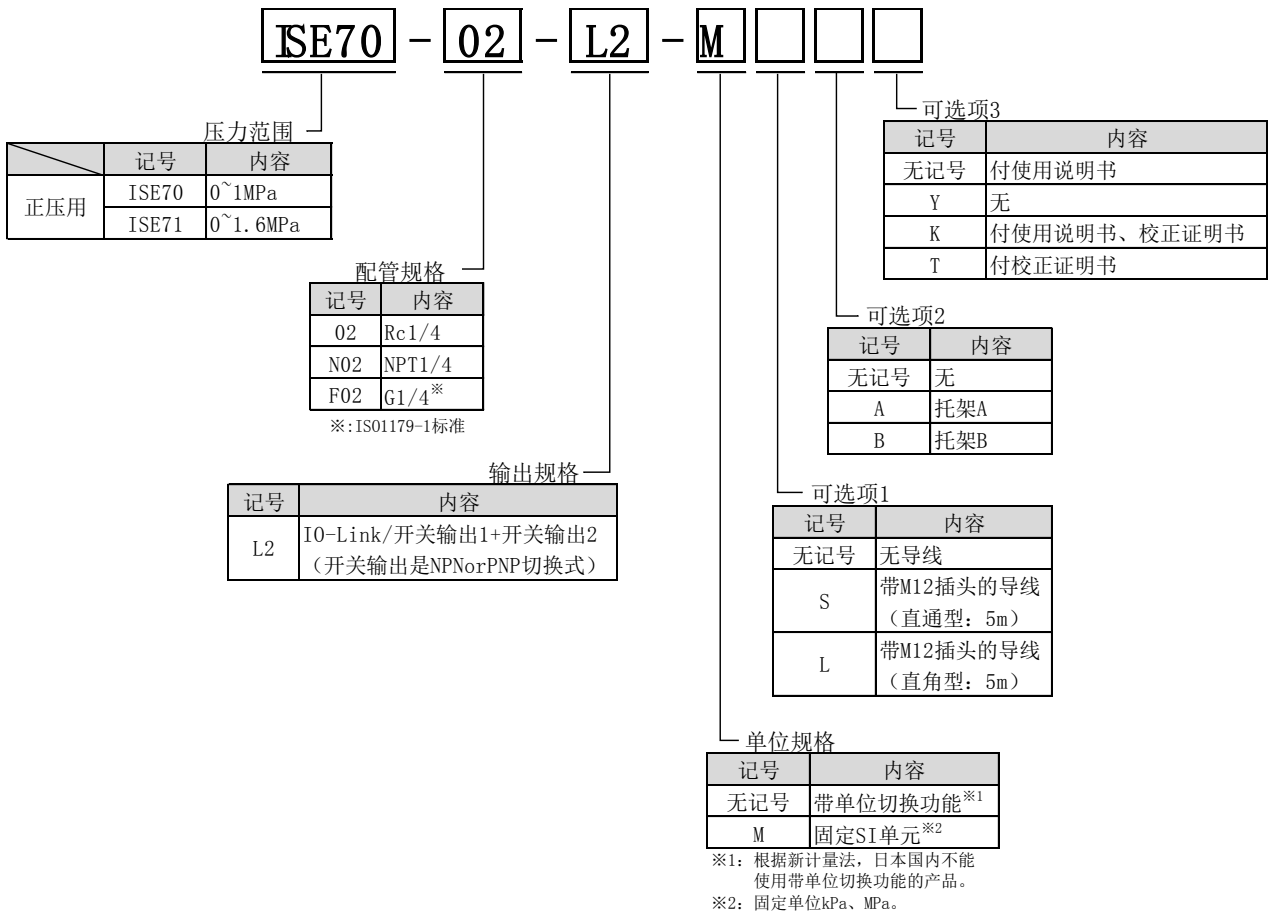 ISE70-02-L2-M
压力范围
记号 内容
正压用
ISE70 0~1MPa
ISE71 0~1.6MPa
配管规格
记号 内容
02 Rc1/4
N02 NPT1/4
F02 G1/4※
※:ISO1179-1标准
输出规格
记号 内容
L2
IO-Link/开关输出1+开关输出2
（开关输出是NPNorPNP切换式）
可选项3
记号 内容
无记号 付使用说明书
Y 无
K 付使用说明书、校正证明书
T 付校正证明书
可选项2
记号 内容
无记号 无
A 托架A
B 托架B
可选项1
记号 内容
无记号 无导线
S
带M12插头的导线
（直通型：5m）
L
带M12插头的导线
（直角型：5m）
单位规格
记号 内容
无记号 带单位切换功能※1
M 固定SI单元※2
※1：根据新计量法，日本国内不能
使用带单位切换功能的产品。
※2：固定单位kPa、MPa。